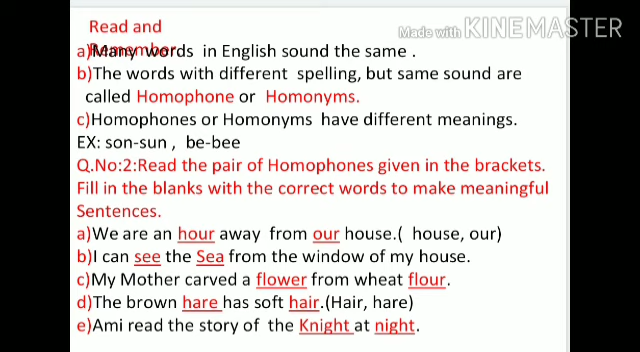 Read and
Remember
Made with KINEMASTER
a)Many words in English sound the same .
b)The words with different spelling, but same sound are
called Homophone or Homonyms.
c)Homophones or Homonyms have different meanings.
EX: son-sun , be-bee
Q.No:2:Read the pair of Homophones given in the brackets.
Fill in the blanks with the correct words to make meaningful
Sentences.
a)We are an hour away from our house.( house, our)
b)I can see the Sea from the window of my house.
c)My Mother carved a flower from wheat flour.
d)The brown hare has soft hair.(Hair, hare)
e)Ami read the story of the Knight at night.